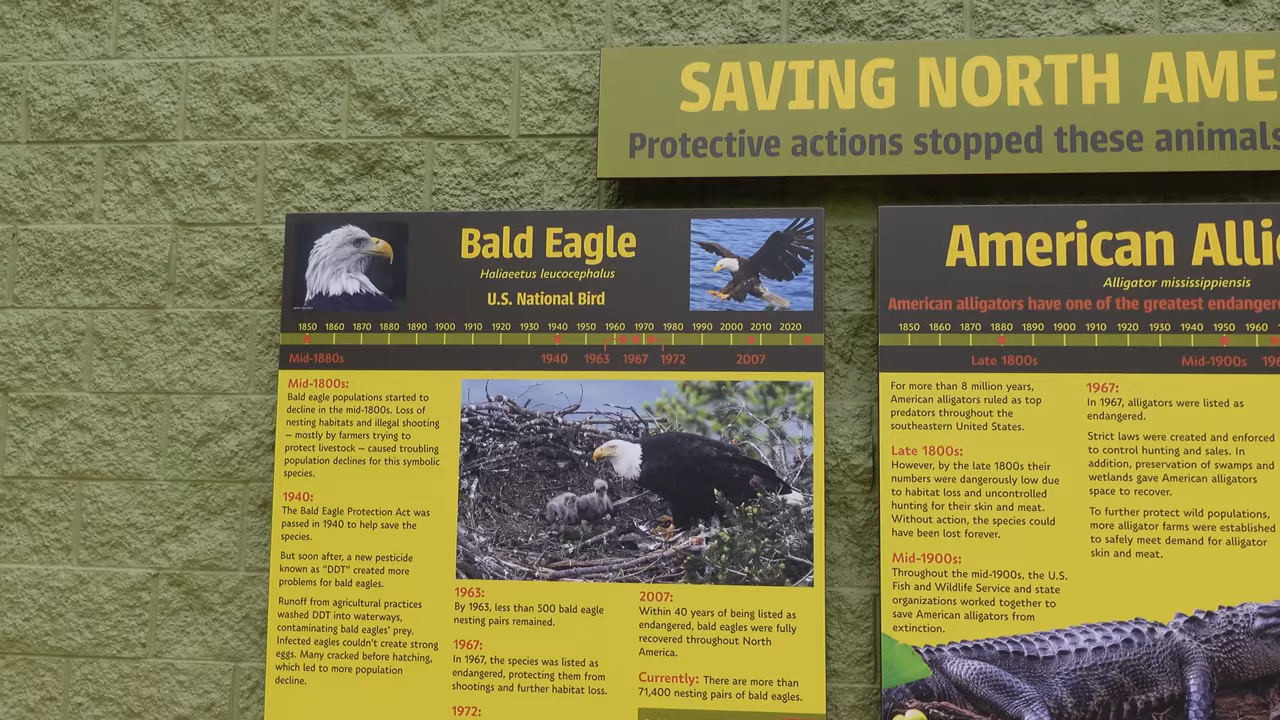 SAVING NORTH AME
Protective actions stopped these animals
Bald Eagle
Haliaeetus leucocephalus
U.S. National Bird
1850 1860 1870 1880 1890 1900 1910 1920 1930 1940 1950 1960 1970 1980 1990 2000 2010 2020
Mid-1880s 1940 1963 1967 1972 2007
Mid-1800s:
Bald eagle populations started to
decline in the mid-1800s. Loss of
nesting habitats and illegal shooting
— mostly by farmers trying to
protect livestock — caused troubling
population declines for this symbolic
species.
1940:
The Bald Eagle Protection Act was
passed in 1940 to help save the
species.
But soon after, a new pesticide
known as "DDT" created more
problems for bald eagles.
Runoff from agricultural practices
washed DDT into waterways,
contaminating bald eagles' prey.
Infected eagles couldn't create strong
eggs. Many cracked before hatching,
which led to more population
decline.
1963:
By 1963, less than 500 bald eagle
nesting pairs remained.
1967:
In 1967, the species was listed as
endangered, protecting them from
shootings and further habitat loss.
1972:
2007:
Within 40 years of being listed as
endangered, bald eagles were fully
recovered throughout North
America.
Currently: There are more than
71,400 nesting pairs of bald eagles.
American Alli
Alligator mississippiensis
American alligators have one of the greatest endanger
1850 1860 1870 1880 1890 1900 1910 1920 1930 1940 1950 1960
Late 1800s Mid-1900s 196
For more than 8 million years,
American alligators ruled as top
predators throughout the
southeastern United States.
Late 1800s:
However, by the late 1800s their
numbers were dangerously low due
to habitat loss and uncontrolled
hunting for their skin and meat.
Without action, the species could
have been lost forever.
Mid-1900s:
Throughout the mid-1900s, the U.S.
Fish and Wildlife Service and state
organizations worked together to
save American alligators from
extinction.
1967:
In 1967, alligators were listed as
endangered.
Strict laws were created and enforced
to control hunting and sales. In
addition, preservation of swamps and
wetlands gave American alligators
space to recover.
To further protect wild populations,
more alligator farms were established
to safely meet demand for alligator
skin and meat.